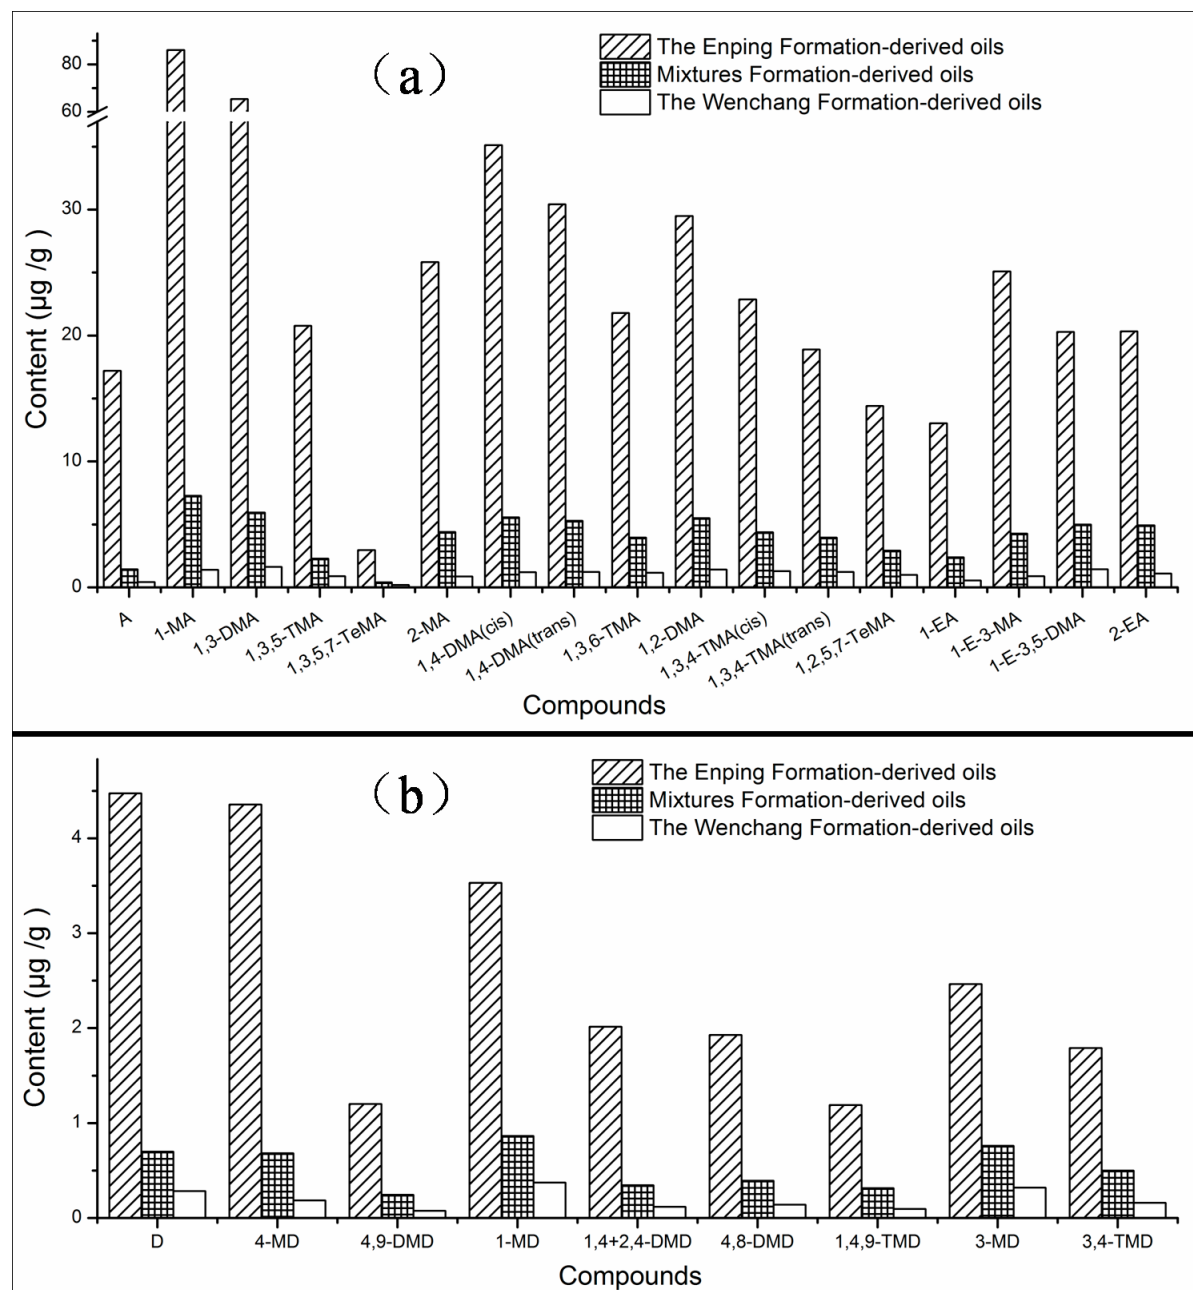 (a)
The Enping Formation-derived oils
Mixtures Formation-derived oils
The Wenchang Formation-derived oils
Content (μg /g)
80
60
30
20
10
0
A
1-MA
1,3-DMA
1,3,5-TMA
1,3,5,7-TeMA
2-MA
1,4-DMA(cis)
1,4-DMA(trans)
1,3,6-TMA
1,2-DMA
1,3,4-TMA(cis)
1,3,4-TMA(trans)
1,2,5,7-TeMA
1-EA
1-E-3-MA
1-E-3,5-DMA
2-EA
Compounds
(b)
The Enping Formation-derived oils
Mixtures Formation-derived oils
The Wenchang Formation-derived oils
Content (μg /g)
4
3
2
1
0
D
4-MD
4,9-DMD
1-MD
1,4+2,4-DMD
4,8-DMD
1,4,9-TMD
3-MD
3,4-TMD
Compounds